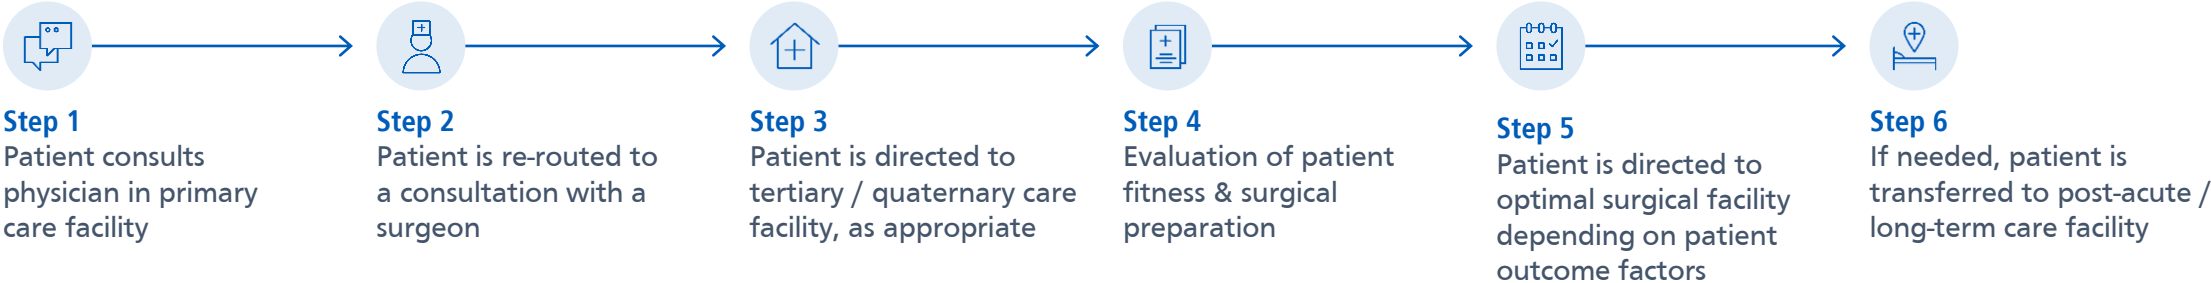 Step 1
Patient consults
physician in primary
care facility
Step 2
Patient is re-routed to
a consultation with a
surgeon
Step 3
Patient is directed to
tertiary / quaternary care
facility, as appropriate
Step 4
Evaluation of patient
fitness & surgical
preparation
Step 5
Patient is directed to
optimal surgical facility
depending on patient
outcome factors
Step 6
If needed, patient is
transferred to post-acute /
long-term care facility